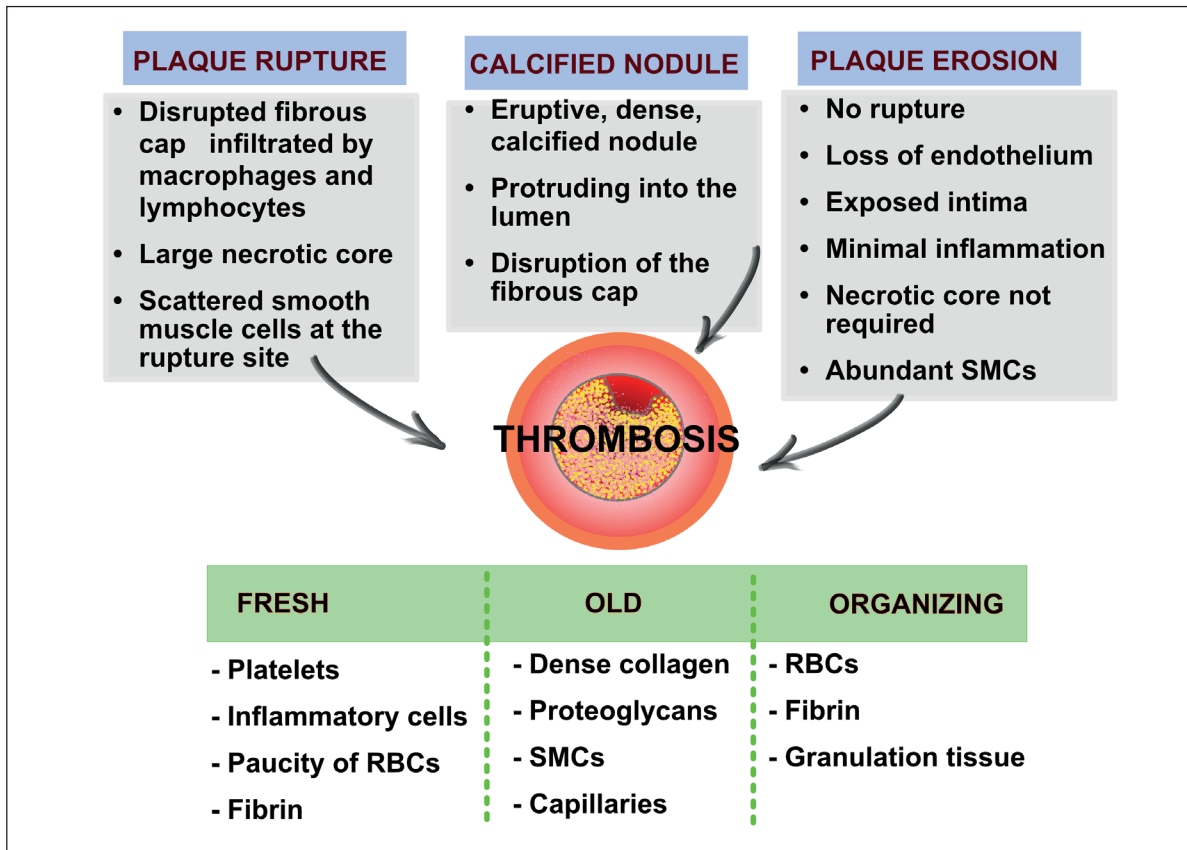 PLAQUE RUPTURE
• Disrupted fibrous
cap infiltrated by
macrophages and
lymphocytes
• Large necrotic core
• Scattered smooth
muscle cells at the
rupture site
CALCIFIED NODULE
• Eruptive, dense,
calcified nodule
• Protruding into the
lumen
• Disruption of the
fibrous cap
PLAQUE EROSION
• No rupture
• Loss of endothelium
• Exposed intima
• Minimal inflammation
• Necrotic core not
required
• Abundant SMCs
THROMBOSIS
FRESH
- Platelets
- Inflammatory cells
- Paucity of RBCs
- Fibrin
OLD
- Dense collagen
- Proteoglycans
- SMCs
- Capillaries
ORGANIZING
- RBCs
- Fibrin
- Granulation tissue